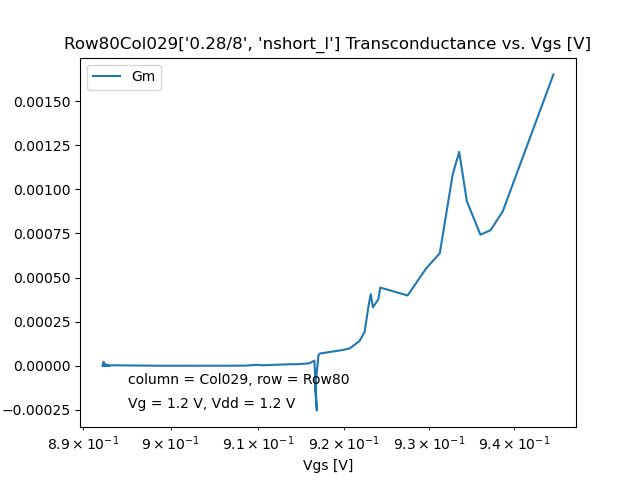 Row80Col029['0.28/8', 'nshort_l'] Transconductance vs. Vgs [V]
Gm
0.00150
0.00125
0.00100
0.00075
0.00050
0.00025
0.00000
−0.00025
column = Col029, row = Row80
Vg = 1.2 V, Vdd = 1.2 V
8.9 × 10⁻¹ 9 × 10⁻¹ 9.1 × 10⁻¹ 9.2 × 10⁻¹ 9.3 × 10⁻¹ 9.4 × 10⁻¹
Vgs [V]